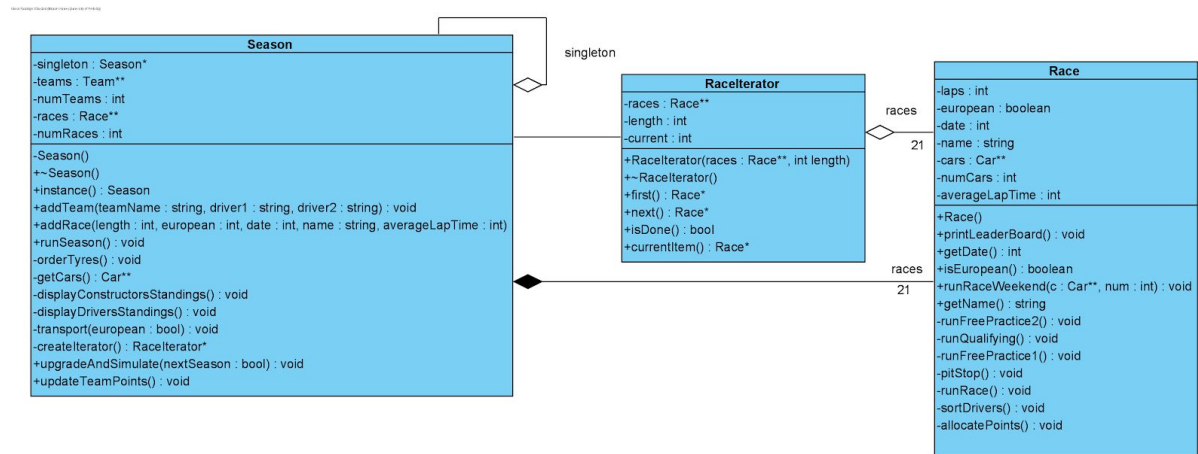 Season
-singleton : Season*
-teams : Team**
-numTeams : int
-races : Race**
-numRaces : int
-Season()
+~Season()
+instance() : Season
+addTeam(teamName : string, driver1 : string, driver2 : string) : void
+addRace(length : int, european : int, date : int, name : string, averageLapTime : int)
+runSeason() : void
-orderTyres() : void
-getCars() : Car**
-displayConstructorsStandings() : void
-displayDriversStandings() : void
-transport(european : bool) : void
-createIterator() : RaceIterator*
+upgradeAndSimulate(nextSeason : bool) : void
+updateTeamPoints() : void
singleton
RaceIterator
-races : Race**
-length : int
-current : int
+RaceIterator(races : Race**, int length)
+~RaceIterator()
+first() : Race*
+next() : Race*
+isDone() : bool
+currentItem() : Race*
races
21
races
21
Race
-laps : int
-european : boolean
-date : int
-name : string
-cars : Car**
-numCars : int
-averageLapTime : int
+Race()
+printLeaderBoard() : void
+getDate() : int
+isEuropean() : boolean
+runRaceWeekend(c : Car**, num : int) : void
+getName() : string
-runFreePractice2() : void
-runQualifying() : void
-runFreePractice1() : void
-pitStop() : void
-runRace() : void
-sortDrivers() : void
-allocatePoints() : void